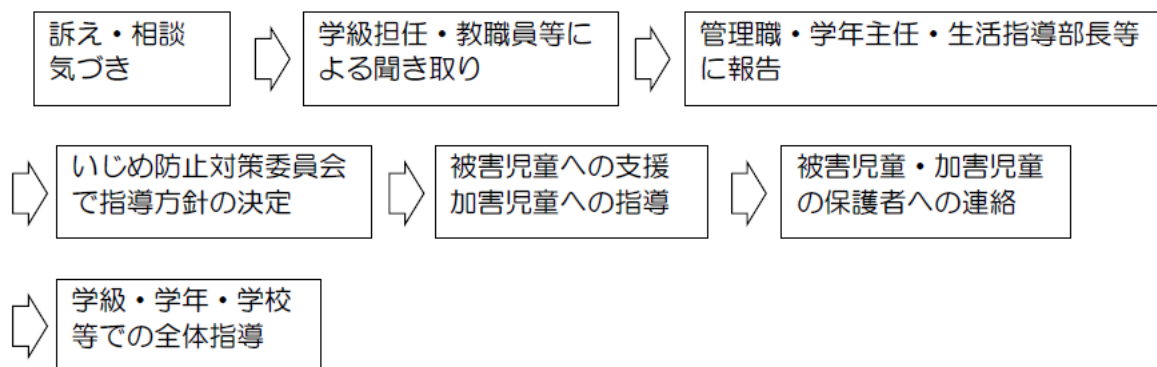 訴え・相談
気づき
学級担任・教職員等に
よる聞き取り
管理職・学年主任・生活指導部長等
に報告
いじめ防止対策委員会
で指導方針の決定
被害児童への支援
加害児童への指導
被害児童・加害児童
の保護者への連絡
学級・学年・学校
等での全体指導